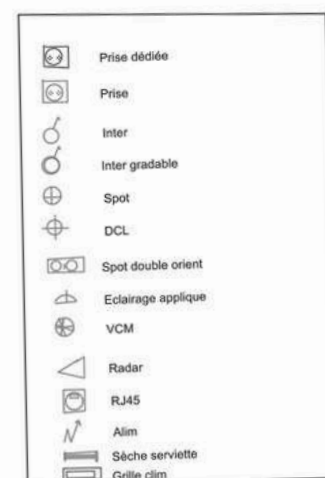 Prise dédiée
Prise
Inter
Inter gradable
Spot
DCL
Spot double orient
Eclairage applique
VCM
Radar
RJ45
Alim
Sèche serviette
Grille clim